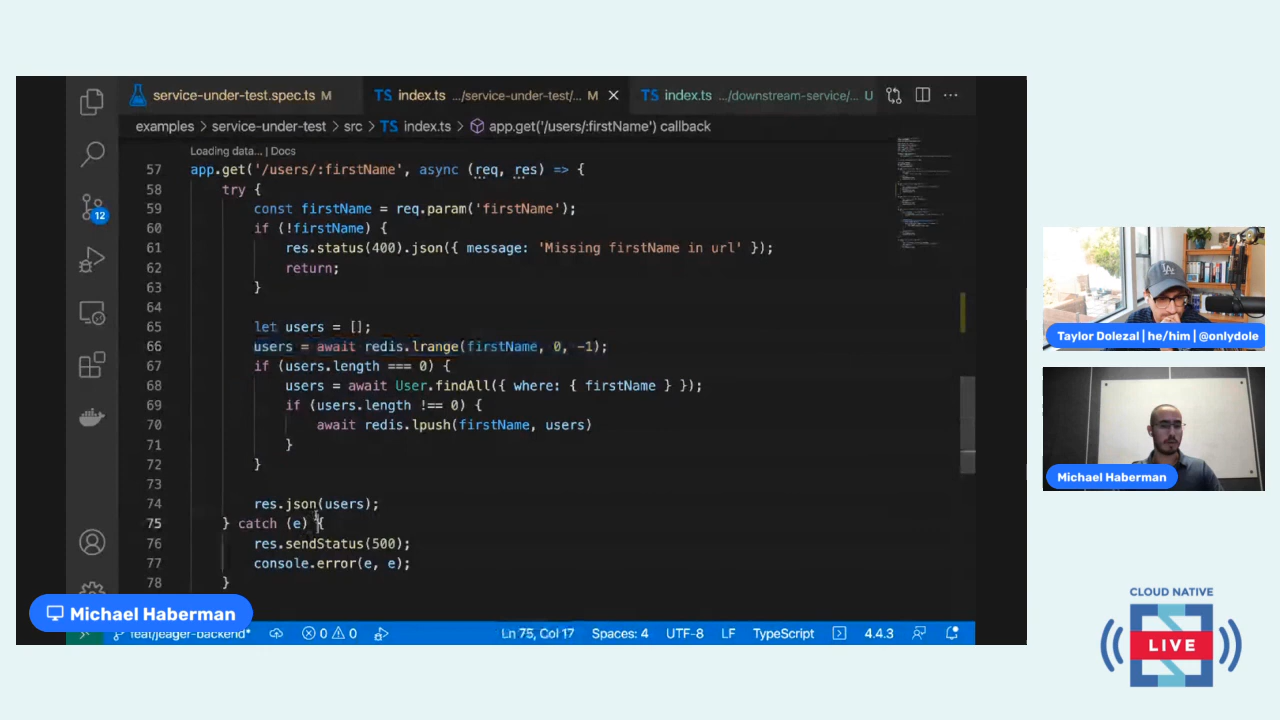 service-under-test.spec.ts M
TS index.ts .../service-under-test/... M
TS index.ts .../downstream-service/... U
examples > service-under-test > src > TS index.ts > app.get('/users/:firstName') callback
Loading data... | Docs
57 app.get('/users/:firstName', async (req, res) => {
58 try {
59 const firstName = req.param('firstName');
60 if (!firstName) {
61 res.status(400).json({ message: 'Missing firstName in url' });
62 return;
63 }
64
65 let users = [];
66 users = await redis.lrange(firstName, 0, -1);
67 if (users.length === 0) {
68 users = await User.findAll({ where: { firstName } });
69 if (users.length !== 0) {
70 await redis.lpush(firstName, users)
71 }
72 }
73
74 res.json(users);
75 } catch (e) {
76 res.sendStatus(500);
77 console.error(e, e);
78 }
12
Michael Haberman
feat/jeager-backend*
0 0
Ln 75, Col 17 Spaces: 4 UTF-8 LF TypeScript 4.4.3
Taylor Dolezal | he/him | @onlydole
Michael Haberman
CLOUD NATIVE
LIVE